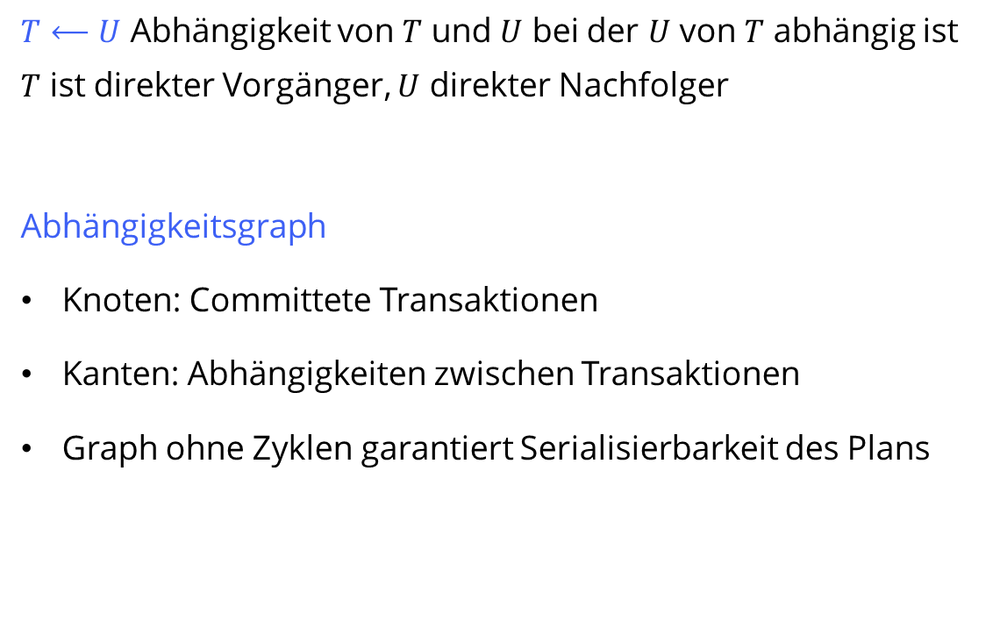 T ⟵ U Abhängigkeit von T und U bei der U von T abhängig ist
T ist direkter Vorgänger, U direkter Nachfolger
Abhängigkeitsgraph
• Knoten: Committete Transaktionen
• Kanten: Abhängigkeiten zwischen Transaktionen
• Graph ohne Zyklen garantiert Serialisierbarkeit des Plans